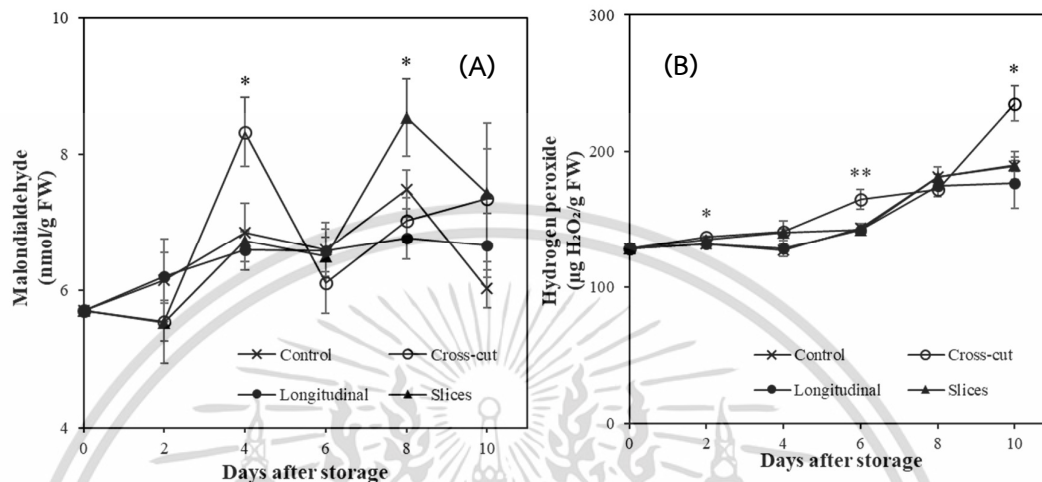 10
8
6
4
Malondialdehyde
(nmol/g FW)
(A)
*
*
Control
Cross-cut
Longitudinal
Slices
0
2
4
6
8
10
Days after storage
300
200
100
0
Hydrogen peroxide
(µg H₂O₂/g FW)
(B)
*
**
*
Control
Cross-cut
Longitudinal
Slices
0
2
4
6
8
10
Days after storage